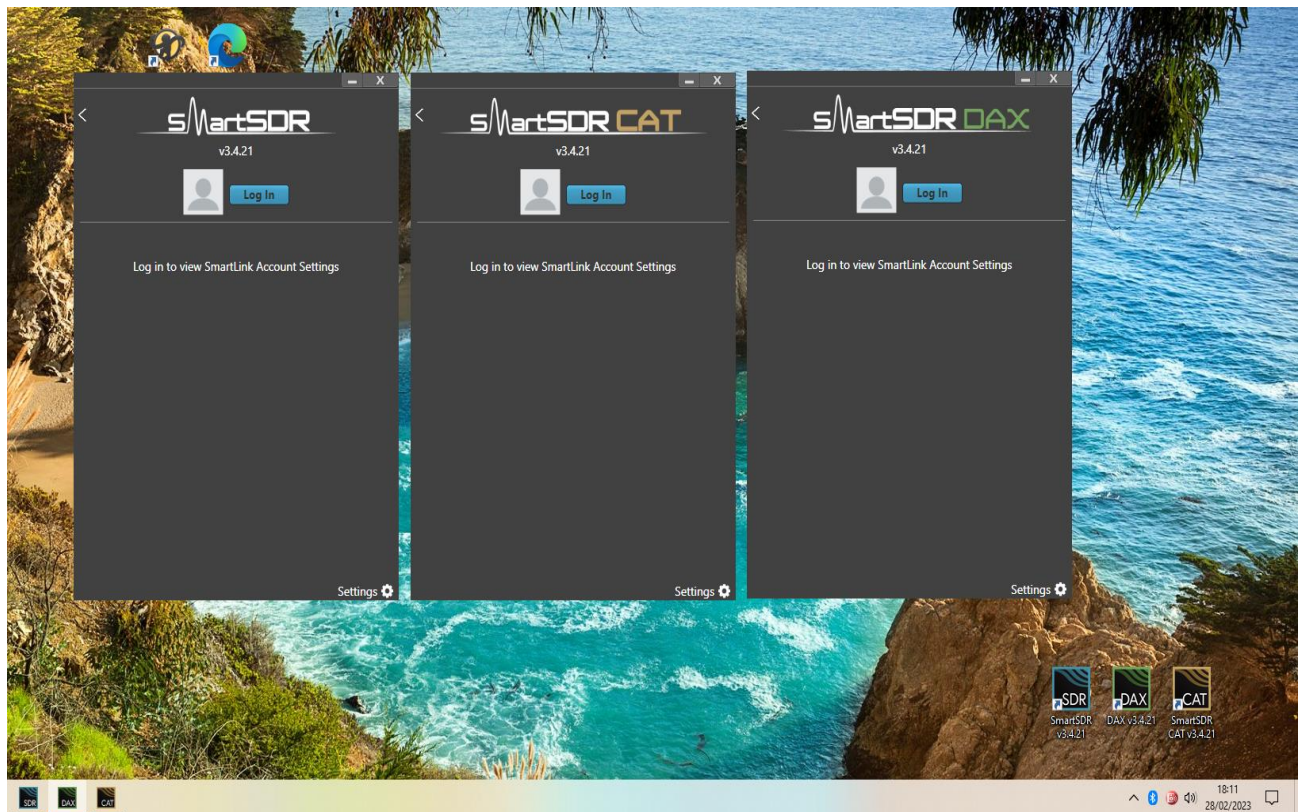 X
smartSDR
v3.4.21
Log In
Log in to view SmartLink Account Settings
Settings
X
smartSDR CAT
v3.4.21
Log In
Log in to view SmartLink Account Settings
Settings
X
smartSDR DAX
v3.4.21
Log In
Log in to view SmartLink Account Settings
Settings
SDR
SmartSDR
v3.4.21
DAX
DAX v3.4.21
CAT
SmartSDR
CAT v3.4.21
SDR
DAX
CAT
18:11
28/02/2023